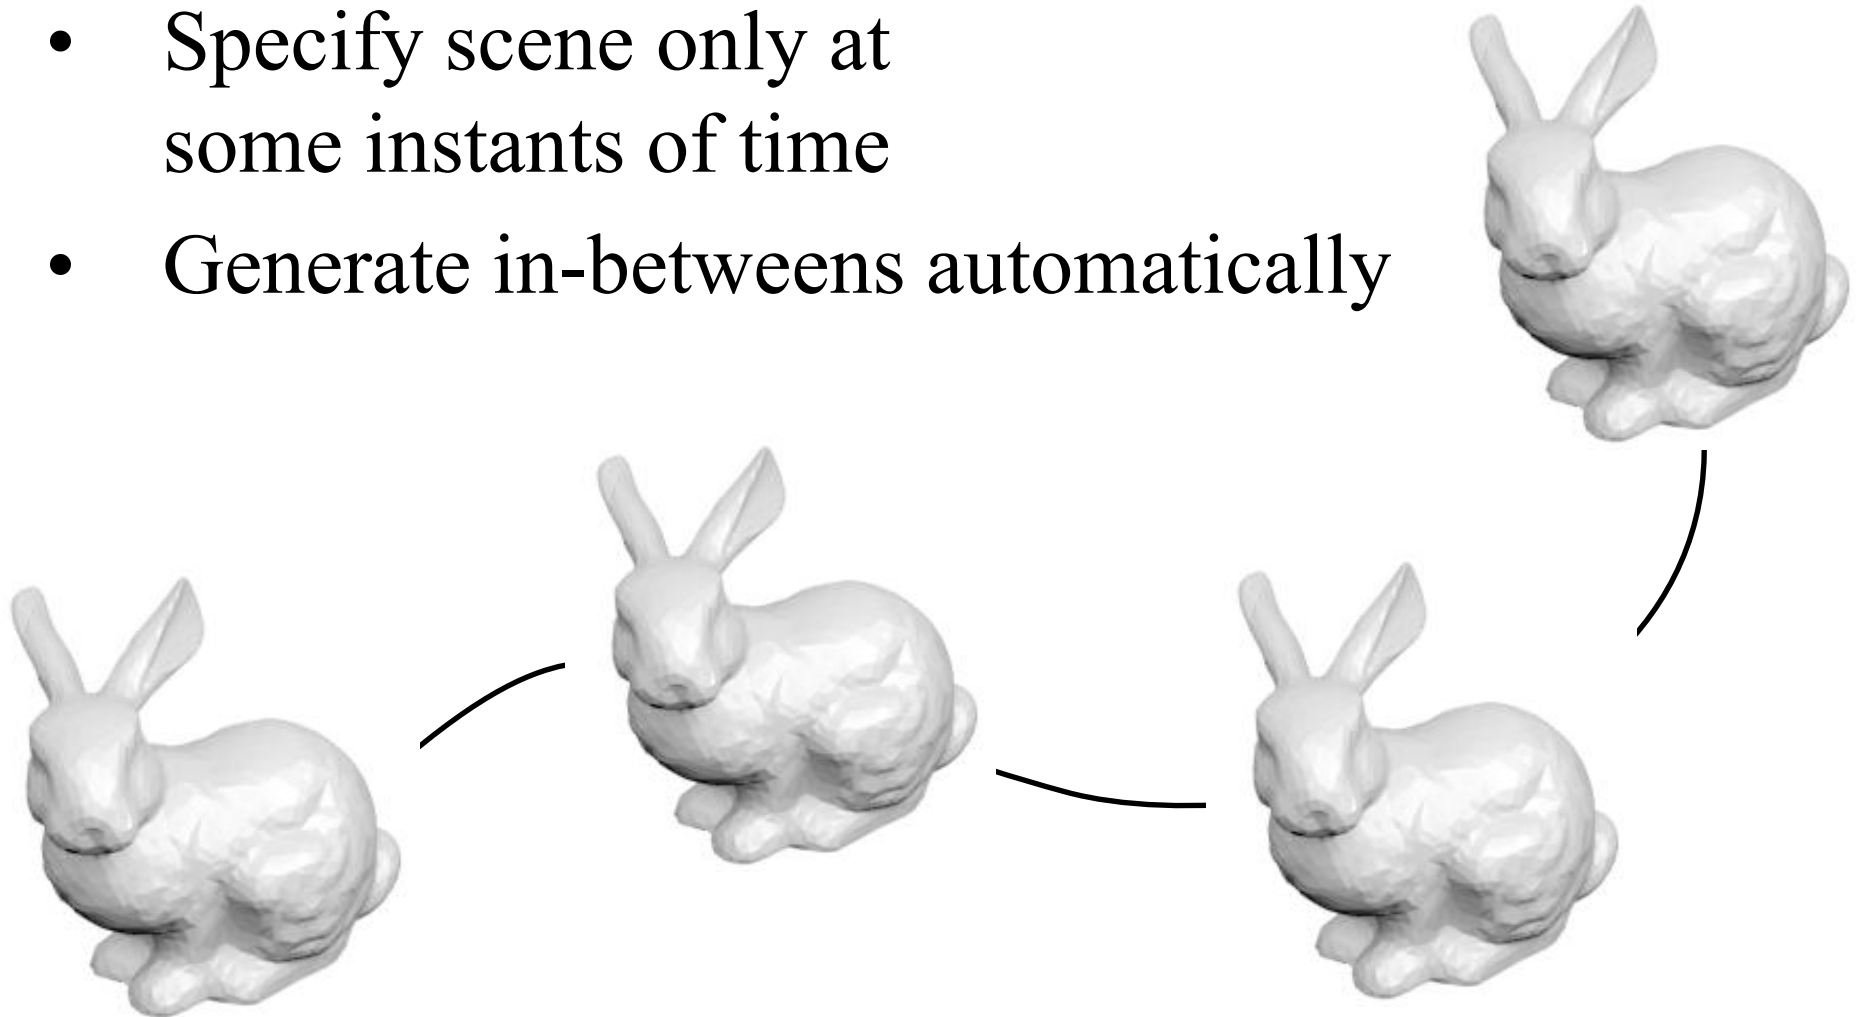 • Specify scene only at
some instants of time
• Generate in-betweens automatically